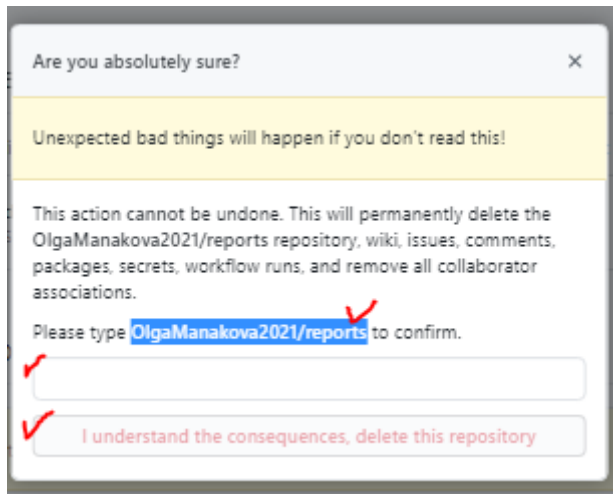 Are you absolutely sure?
Unexpected bad things will happen if you don't read this!
This action cannot be undone. This will permanently delete the
OlgaManakova2021/reports repository, wiki, issues, comments,
packages, secrets, workflow runs, and remove all collaborator
associations.
Please type OlgaManakova2021/reports to confirm.
I understand the consequences, delete this repository